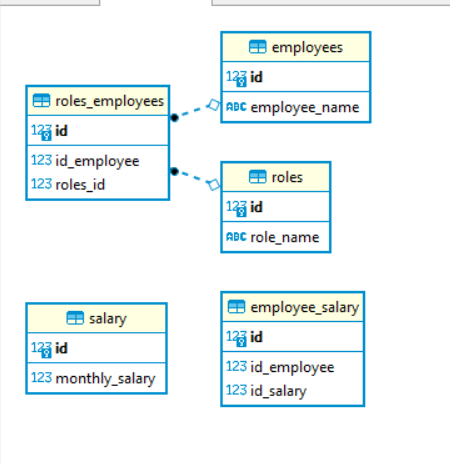 employees
123 id
ABC employee_name
roles_employees
123 id
123 id_employee
123 roles_id
roles
123 id
ABC role_name
salary
123 id
123 monthly_salary
employee_salary
123 id
123 id_employee
123 id_salary